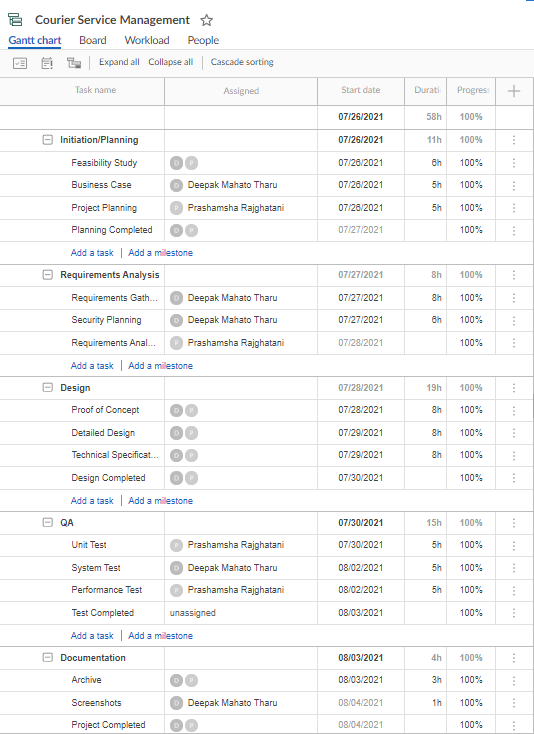 Courier Service Management
Gantt chart Board Workload People
Expand all Collapse all Cascade sorting
Task name Assigned Start date Durati Progres
07/26/2021 58h 100%
Initiation/Planning 07/26/2021 11h 100%
Feasibility Study D P 07/26/2021 6h 100%
Business Case D Deepak Mahato Tharu 07/26/2021 5h 100%
Project Planning P Prashamsha Rajghatani 07/26/2021 5h 100%
Planning Completed D P 07/27/2021 100%
Add a task Add a milestone
Requirements Analysis 07/27/2021 8h 100%
Requirements Gath... D Deepak Mahato Tharu 07/27/2021 8h 100%
Security Planning D Deepak Mahato Tharu 07/27/2021 6h 100%
Requirements Anal... P Prashamsha Rajghatani 07/28/2021 100%
Add a task Add a milestone
Design 07/28/2021 19h 100%
Proof of Concept D P 07/28/2021 8h 100%
Detailed Design D P 07/29/2021 8h 100%
Technical Specificat... D P 07/29/2021 8h 100%
Design Completed D P 07/30/2021 100%
Add a task Add a milestone
QA 07/30/2021 15h 100%
Unit Test P Prashamsha Rajghatani 07/30/2021 5h 100%
System Test D Deepak Mahato Tharu 08/02/2021 5h 100%
Performance Test P Prashamsha Rajghatani 08/02/2021 5h 100%
Test Completed unassigned 08/03/2021 100%
Add a task Add a milestone
Documentation 08/03/2021 4h 100%
Archive D P 08/03/2021 3h 100%
Screenshots D Deepak Mahato Tharu 08/04/2021 1h 100%
Project Completed D P 08/04/2021 100%